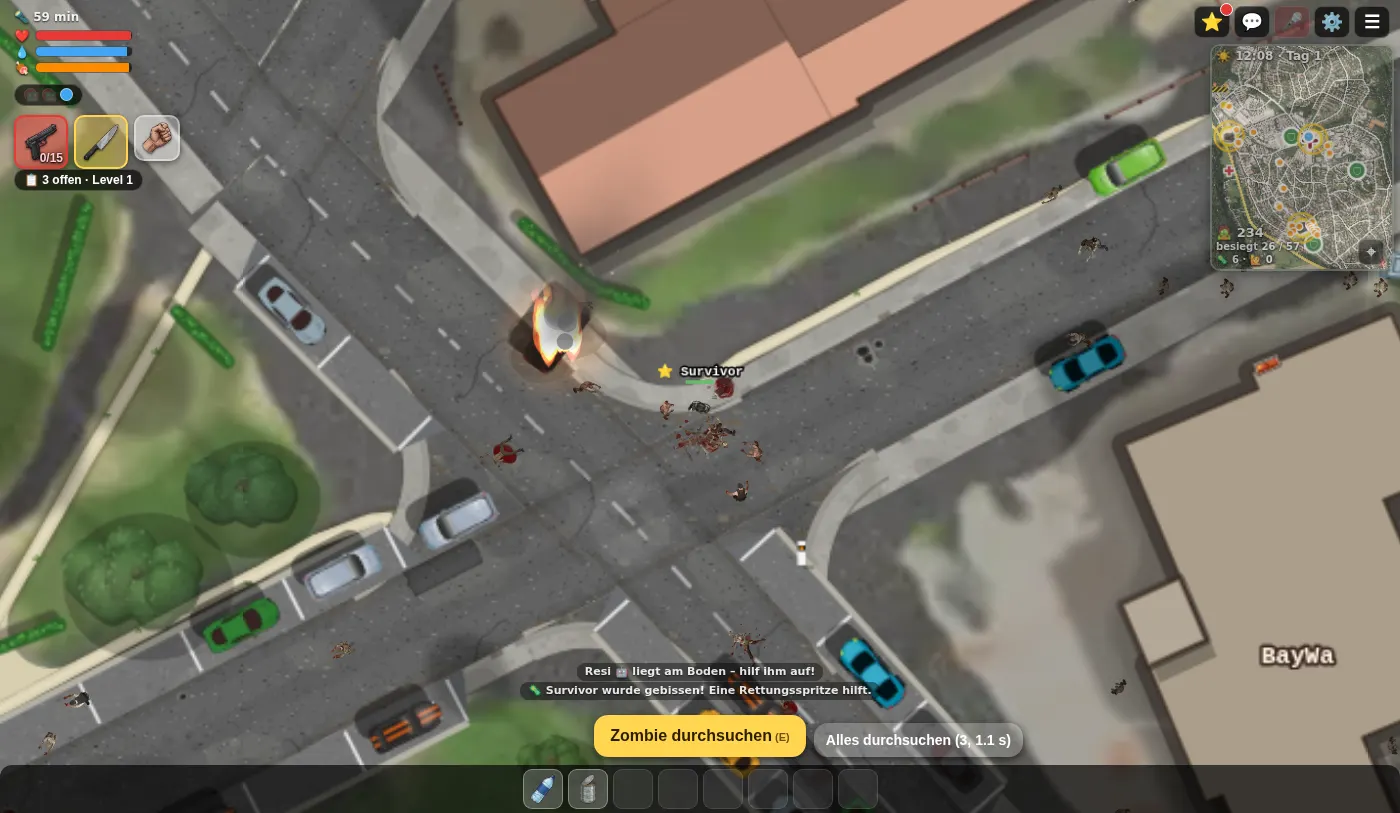 59 min
0/15
3 offen · Level 1
12:08 · Tag 1
234
besiegt 26 / 57
6 · 0
Survivor
BayWa
Resi liegt am Boden – hilf ihm auf!
Survivor wurde gebissen! Eine Rettungsspritze hilft.
Zombie durchsuchen (E)
Alles durchsuchen (3, 1.1 s)